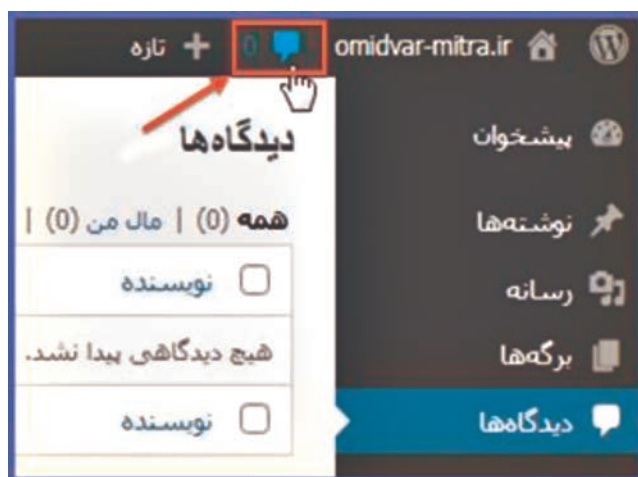 omidvar-mitra.ir 0 + تازه
پیشخوان
نوشته‌ها
رسانه
برگه‌ها
دیدگاه‌ها
دیدگاه‌ها
همه (0) | مال من (0) |
نویسنده
هیچ دیدگاهی پیدا نشد.
نویسنده